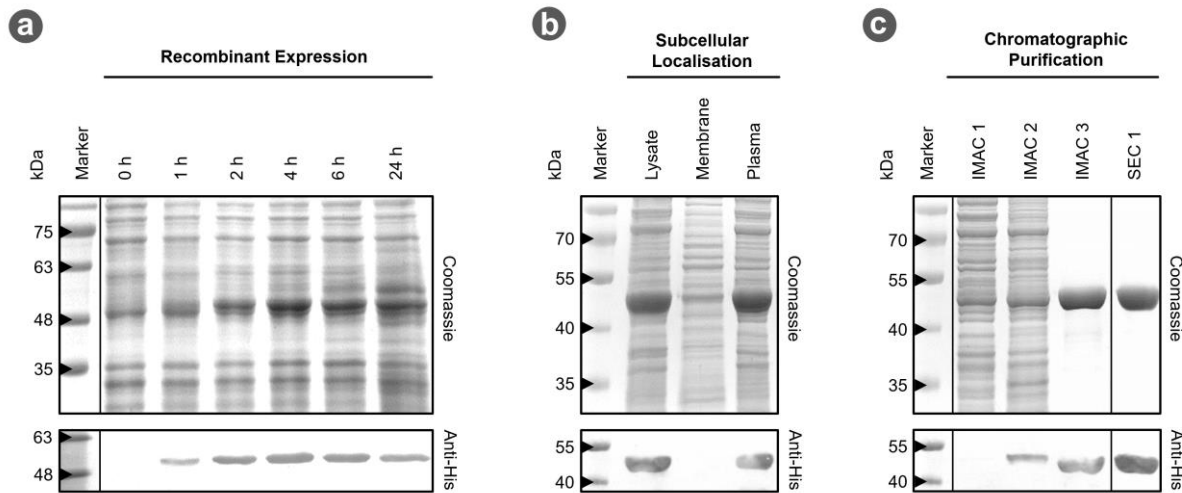 a
Recombinant Expression
kDa
Marker
0 h
1 h
2 h
4 h
6 h
24 h
75
63
48
35
Coomassie
63
48
Anti-His
b
Subcellular
Localisation
Marker
Lysate
Membrane
Plasma
70
55
40
35
Coomassie
55
40
Anti-His
c
Chromatographic
Purification
kDa
Marker
IMAC 1
IMAC 2
IMAC 3
SEC 1
70
55
40
35
Coomassie
55
40
Anti-His